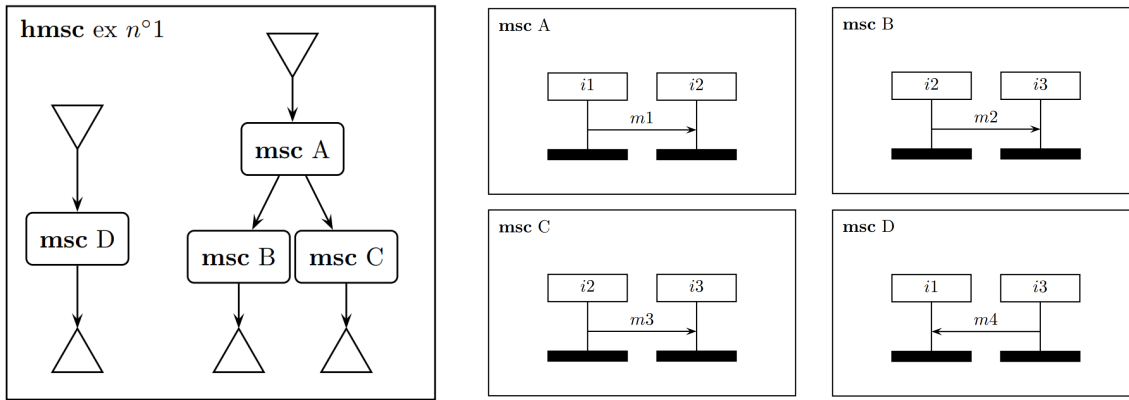 hmsc ex n°1
msc A
msc D
msc B
msc C
msc A
i1
i2
m1
msc B
i2
i3
m2
msc C
i2
i3
m3
msc D
i1
i3
m4